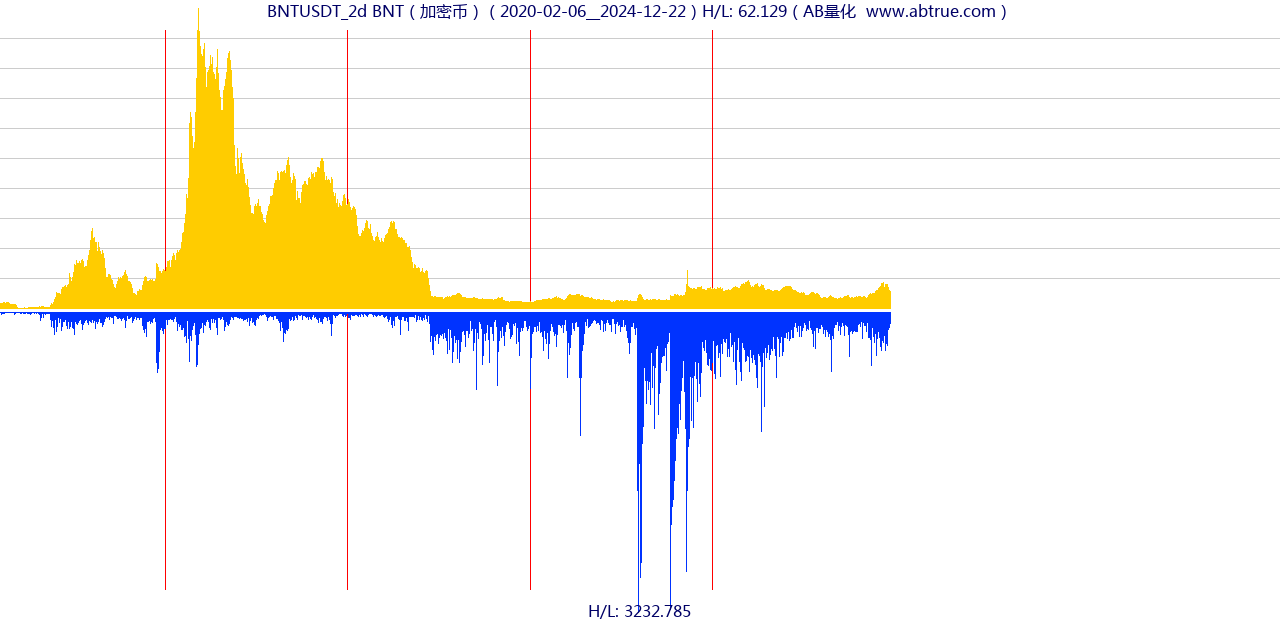 BNTUSDT_2d BNT（加密币）（2020-02-06__2024-12-22）H/L: 62.129（AB量化  www.abtrue.com）
H/L: 3232.785